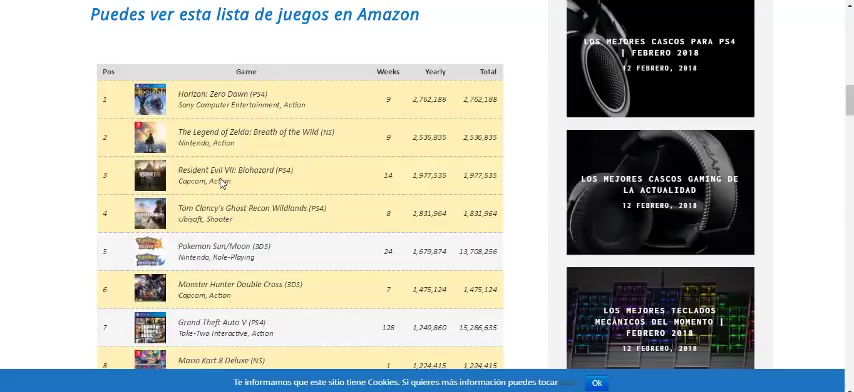 Puedes ver esta lista de juegos en Amazon
Pos Game Weeks Yearly Total
1 Horizon: Zero Dawn (PS4) 9 2,762,188 2,762,188
Sony Computer Entertainment, Action
2 The Legend of Zelda: Breath of the Wild (NS) 9 2,536,835 2,536,835
Nintendo, Action
3 Resident Evil VII: Biohazard (PS4) 14 1,977,535 1,977,535
Capcom, Action
4 Tom Clancy's Ghost Recon Wildlands (PS4) 8 1,831,964 1,831,964
Ubisoft, Shooter
5 Pokemon Sun/Moon (3DS) 24 1,679,874 13,708,256
Nintendo, Role-Playing
6 Monster Hunter Double Cross (3DS) 7 1,475,124 1,475,124
Capcom, Action
7 Grand Theft Auto V (PS4) 128 1,249,860 15,286,635
Take-Two Interactive, Action
8 Mario Kart 8 Deluxe (NS) 1 1,224,415 1,224,415
LOS MEJORES CASCOS PARA PS4
| FEBRERO 2018
12 FEBRERO, 2018
LOS MEJORES CASCOS GAMING DE
LA ACTUALIDAD
12 FEBRERO, 2018
LOS MEJORES TECLADOS
MECÁNICOS DEL MOMENTO |
FEBRERO 2018
12 FEBRERO, 2018
Te informamos que este sitio tiene Cookies. Si quieres más información puedes tocar
Ok